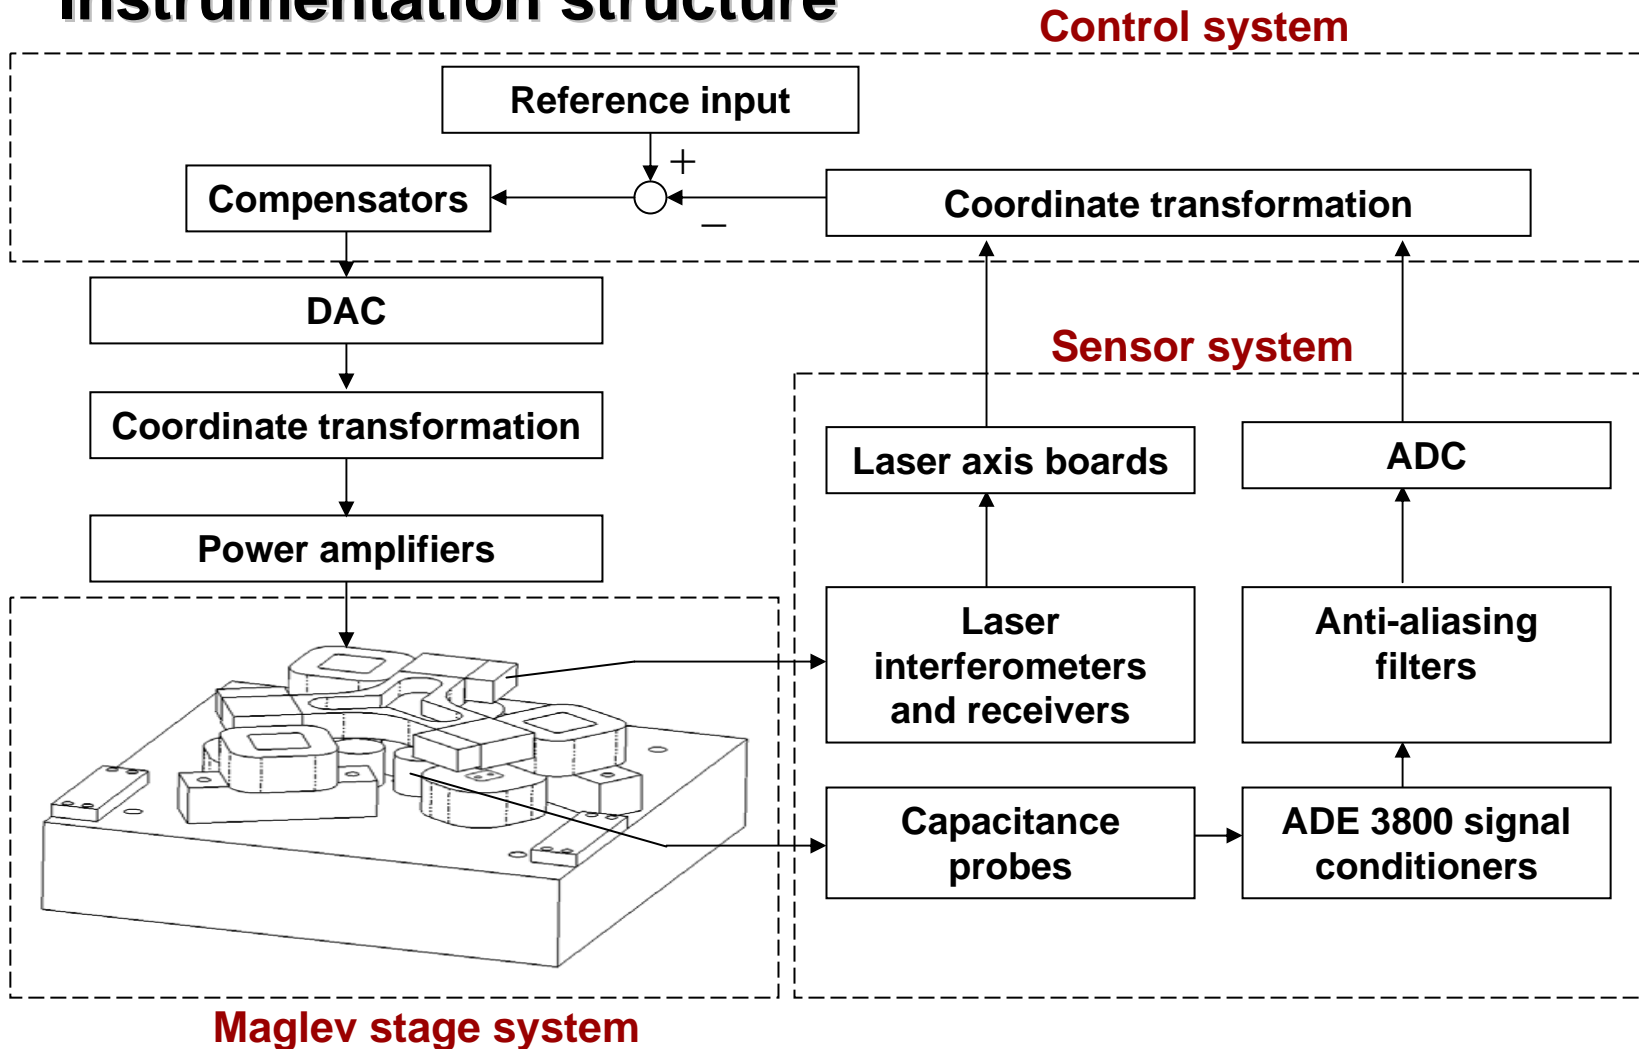 Instrumentation structure
Control system
Reference input
+
Compensators
Coordinate transformation
–
DAC
Sensor system
Coordinate transformation
Laser axis boards
ADC
Power amplifiers
Laser
interferometers
and receivers
Anti-aliasing
filters
Capacitance
probes
ADE 3800 signal
conditioners
Maglev stage system